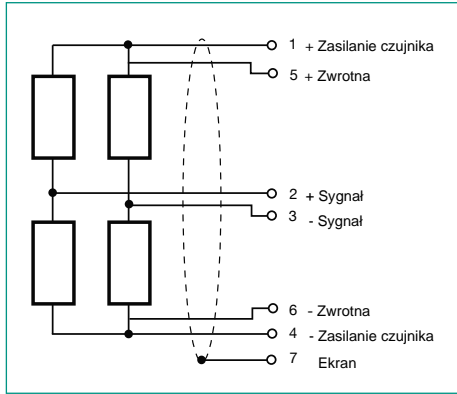 1 + Zasilanie czujnika
5 + Zwrotna
2 + Sygnał
3 - Sygnał
6 - Zwrotna
4 - Zasilanie czujnika
7 Ekran